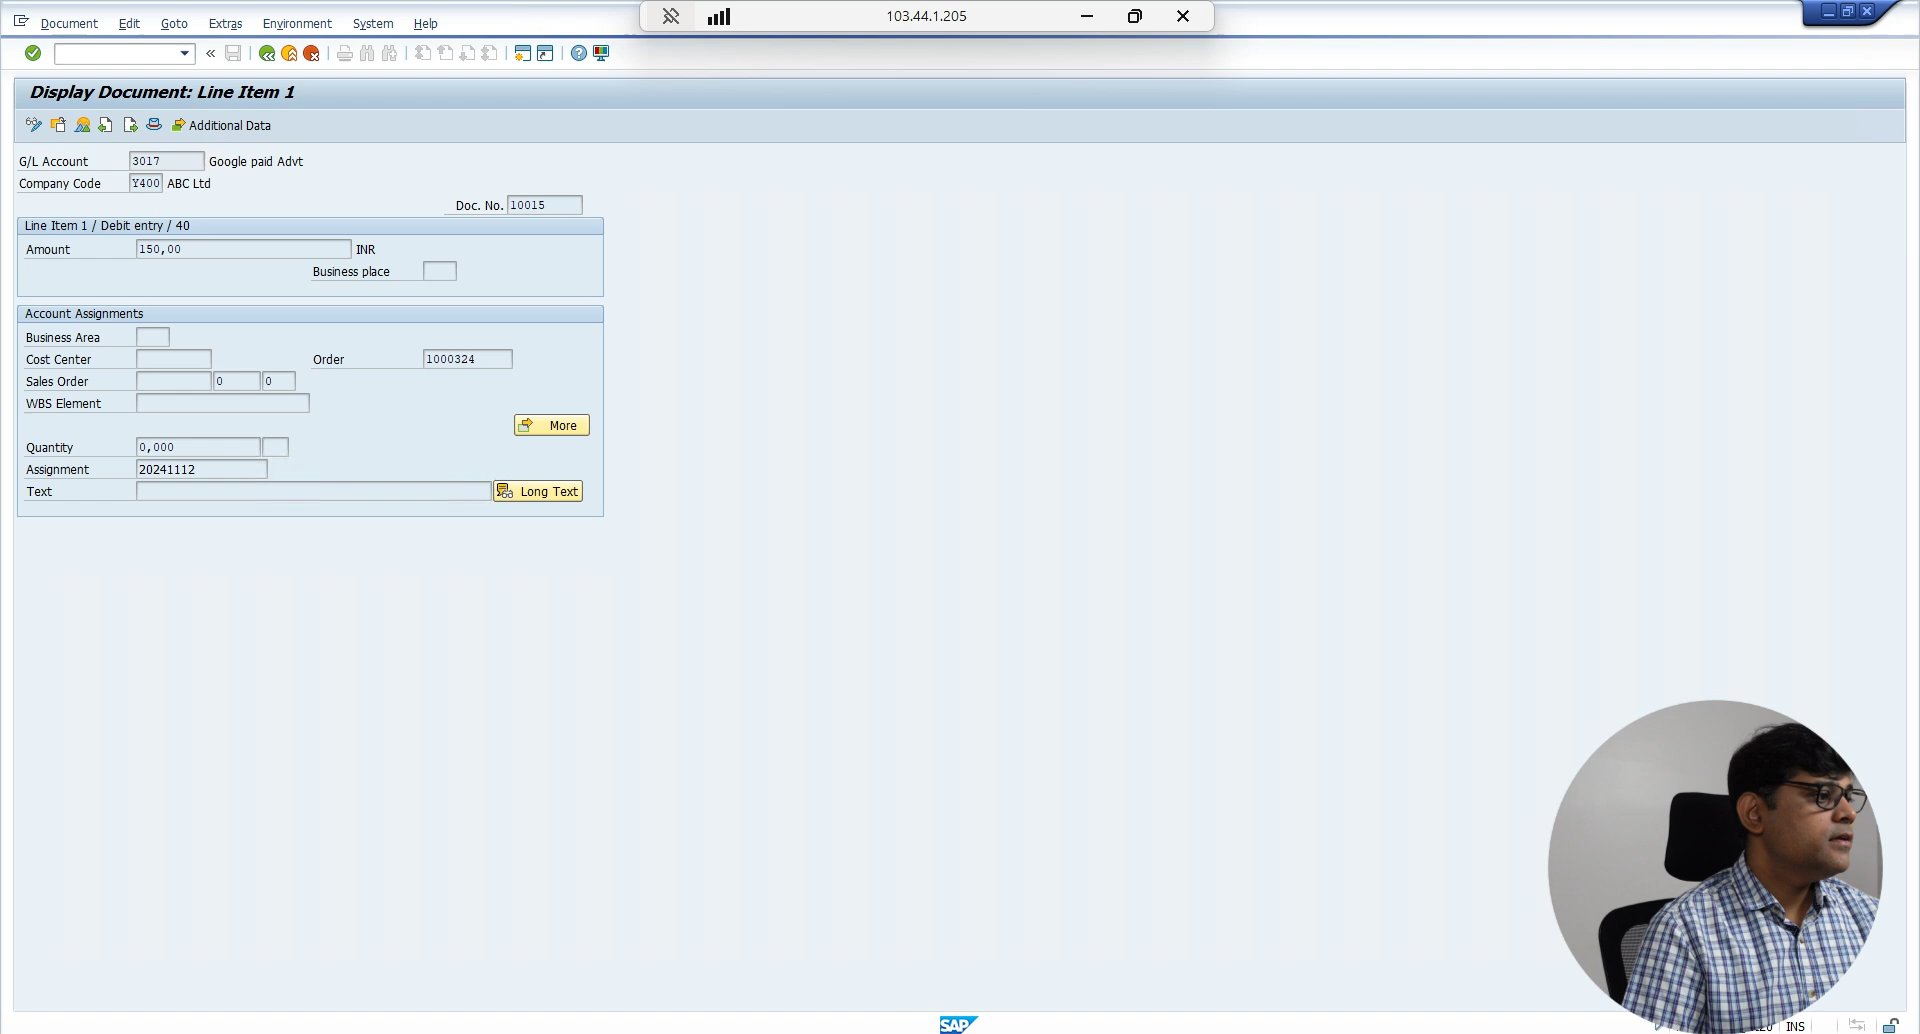 Document Edit Goto Extras Environment System Help
103.44.1.205
Display Document: Line Item 1
Additional Data
G/L Account 3017 Google paid Advt
Company Code Y400 ABC Ltd
Doc. No. 10015
Line Item 1 / Debit entry / 40
Amount 150,00 INR
Business place
Account Assignments
Business Area
Cost Center Order 1000324
Sales Order 0 0
WBS Element
More
Quantity 0,000
Assignment 20241112
Text Long Text
SAP
INS